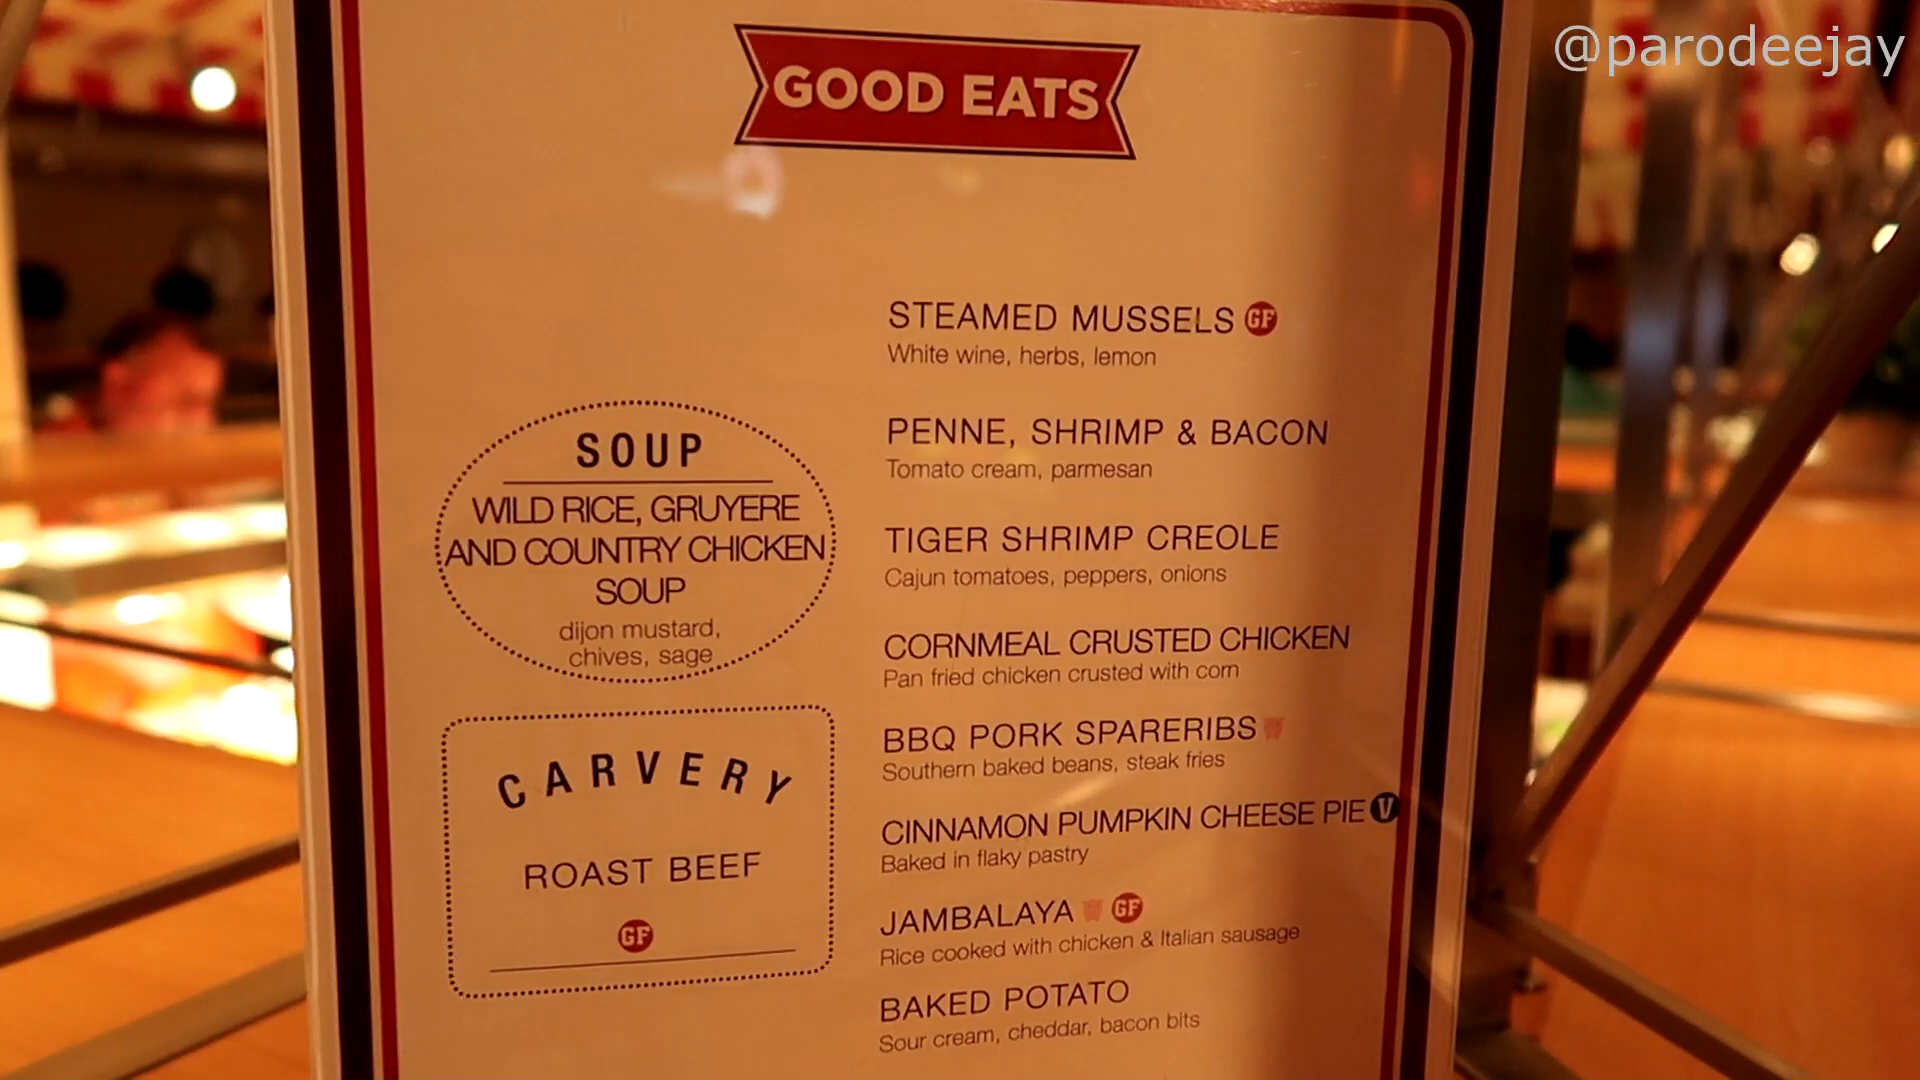 @parodeejay
GOOD EATS
SOUP
WILD RICE, GRUYERE
AND COUNTRY CHICKEN
SOUP
dijon mustard,
chives, sage
CARVERY
ROAST BEEF
GF
STEAMED MUSSELS GF
White wine, herbs, lemon
PENNE, SHRIMP & BACON
Tomato cream, parmesan
TIGER SHRIMP CREOLE
Cajun tomatoes, peppers, onions
CORNMEAL CRUSTED CHICKEN
Pan fried chicken crusted with corn
BBQ PORK SPARERIBS
Southern baked beans, steak fries
CINNAMON PUMPKIN CHEESE PIE V
Baked in flaky pastry
JAMBALAYA GF
Rice cooked with chicken & Italian sausage
BAKED POTATO
Sour cream, cheddar, bacon bits